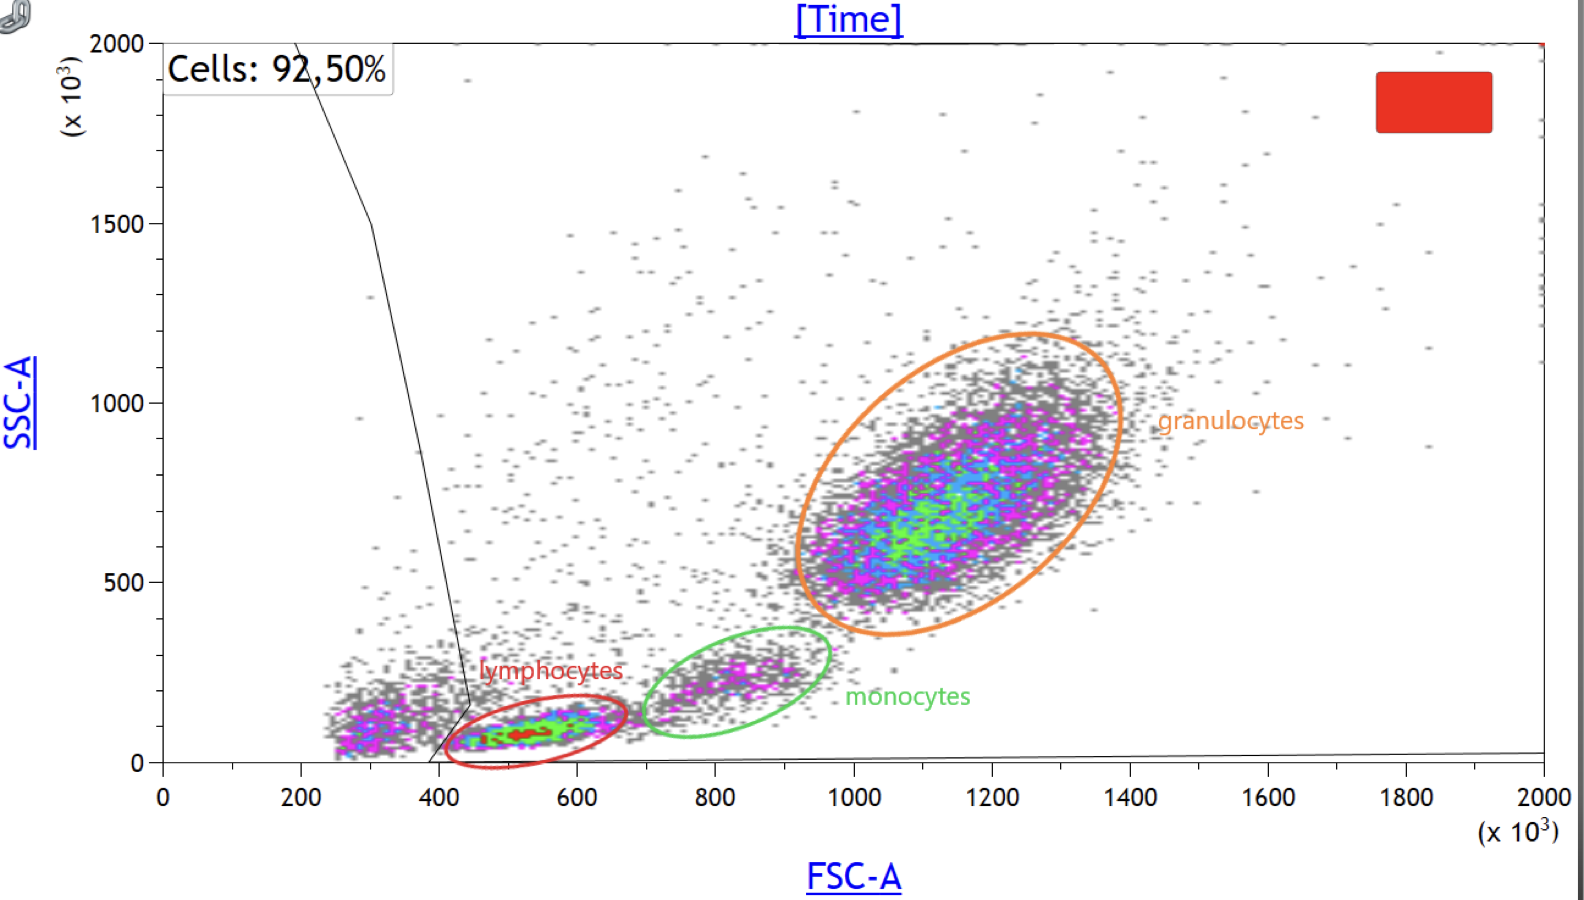 [Time]
2000
Cells: 92,50%
(x 10³)
1500
1000
500
0
SSC-A
granulocytes
lymphocytes
monocytes
0 200 400 600 800 1000 1200 1400 1600 1800 2000
(x 10³)
FSC-A